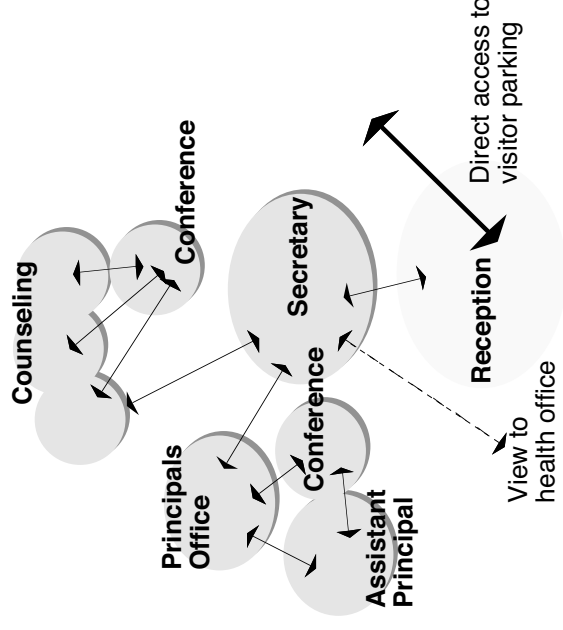 Counseling
Conference
Principals
Office
Conference
Secretary
Assistant
Principal
Reception
Direct access to
visitor parking
View to
health office